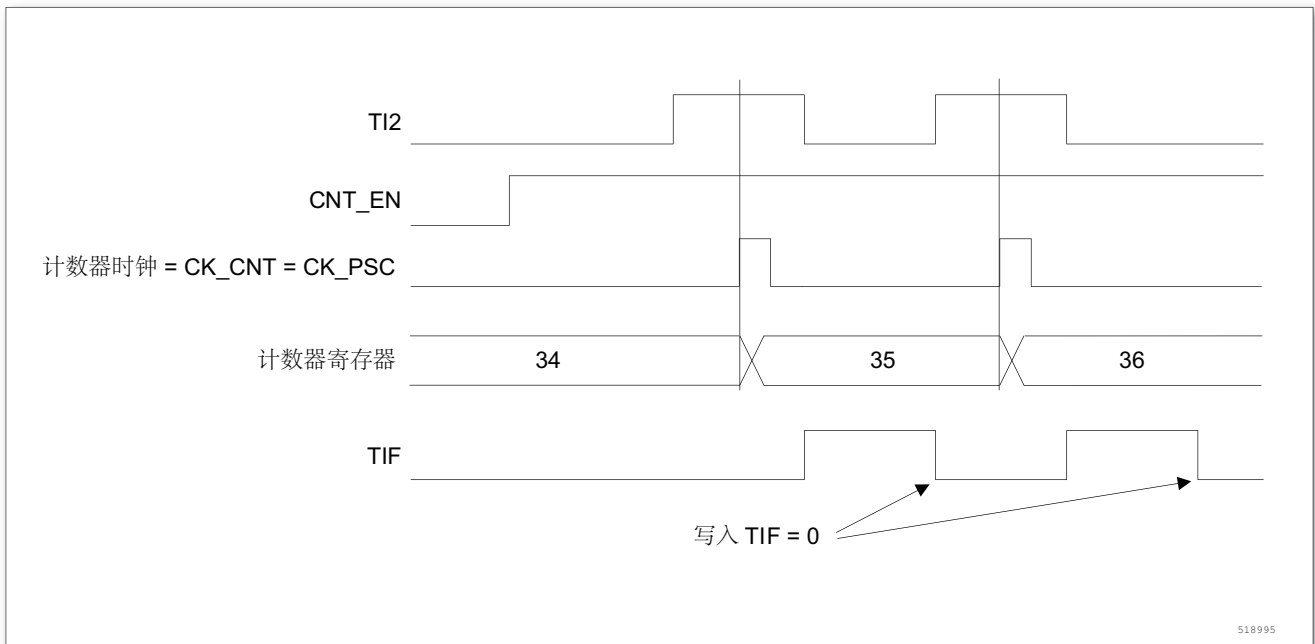 TI2
CNT_EN
计数器时钟 = CK_CNT = CK_PSC
计数器寄存器
34
35
36
TIF
写入 TIF = 0
518995